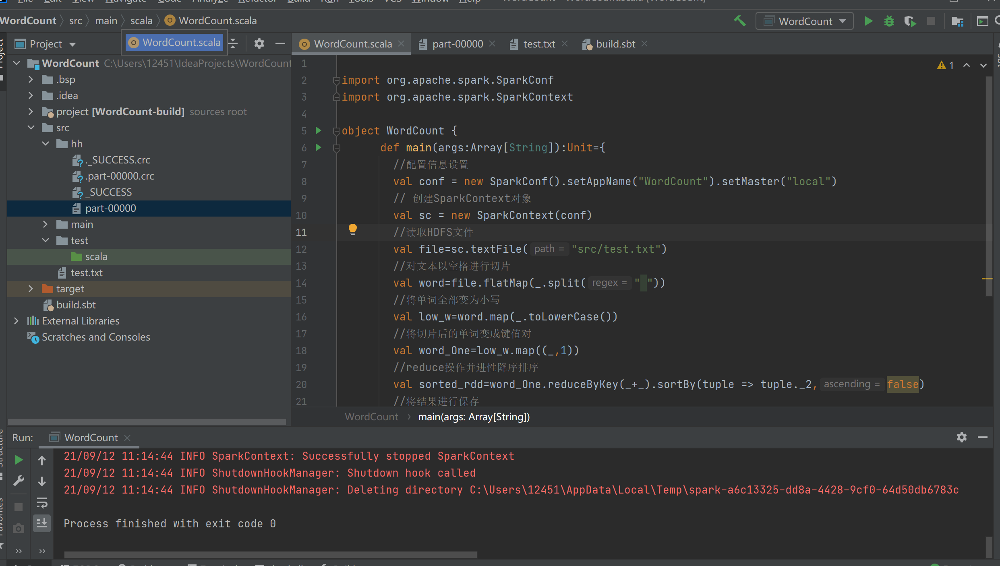 File Edit View Navigate Code Analyze Refactor Build Run Tools VCS Window Help WordCount - WordCount.scala [WordCount]
WordCount src main scala WordCount.scala
WordCount
Project
WordCount.scala
WordCount.scala
part-00000
test.txt
build.sbt
WordCount C:\Users\12451\IdeaProjects\WordCount
.bsp
.idea
project [WordCount-build] sources root
src
hh
._SUCCESS.crc
.part-00000.crc
_SUCCESS
part-00000
main
test
scala
test.txt
target
build.sbt
External Libraries
Scratches and Consoles
1
1
2 import org.apache.spark.SparkConf
3 import org.apache.spark.SparkContext
4
5 object WordCount {
6 def main(args:Array[String]):Unit={
7 //配置信息设置
8 val conf = new SparkConf().setAppName("WordCount").setMaster("local")
9 // 创建SparkContext对象
10 val sc = new SparkContext(conf)
11 //读取HDFS文件
12 val file=sc.textFile( path = "src/test.txt")
13 //对文本以空格进行切片
14 val word=file.flatMap(_.split( regex = " "))
15 //将单词全部变为小写
16 val low_w=word.map(_.toLowerCase())
17 //将切片后的单词变成键值对
18 val word_One=low_w.map((_,1))
19 //reduce操作并进性降序排序
20 val sorted_rdd=word_One.reduceByKey(_+_).sortBy(tuple => tuple._2, ascending = false)
21 //将结果进行保存
WordCount › main(args: Array[String])
Run: WordCount
21/09/12 11:14:44 INFO SparkContext: Successfully stopped SparkContext
21/09/12 11:14:44 INFO ShutdownHookManager: Shutdown hook called
21/09/12 11:14:44 INFO ShutdownHookManager: Deleting directory C:\Users\12451\AppData\Local\Temp\spark-a6c13325-dd8a-4428-9cf0-64d50db6783c
Process finished with exit code 0
Project
Structure
Favorites